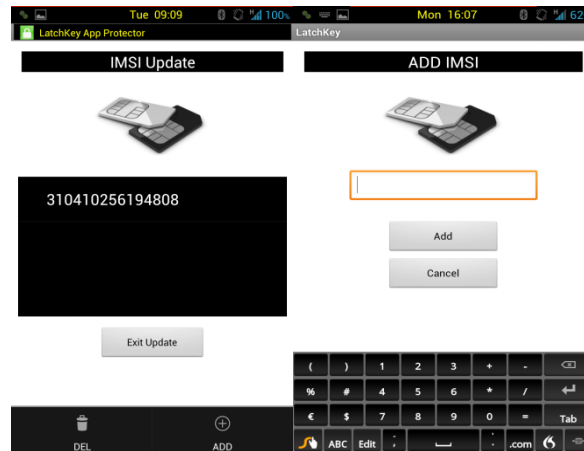 Tue 09:09
100%
LatchKey App Protector
IMSI Update
310410256194808
Exit Update
DEL
ADD
Mon 16:07
62
LatchKey
ADD IMSI
Add
Cancel
( ) 1 2 3 + -
% # 4 5 6 * /
€ $ 7 8 9 0 = Tab
ABC Edit ; , : . .com